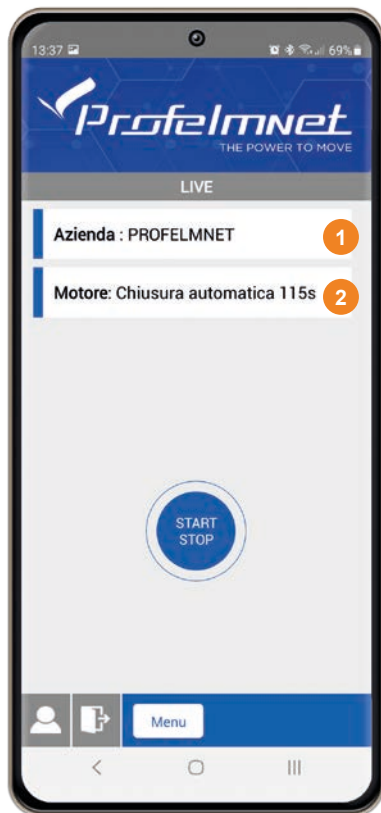 13:37 69%
Profelmnet
THE POWER TO MOVE
LIVE
Azienda : PROFELMNET
1
Motore: Chiusura automatica 115s
2
START
STOP
Menu